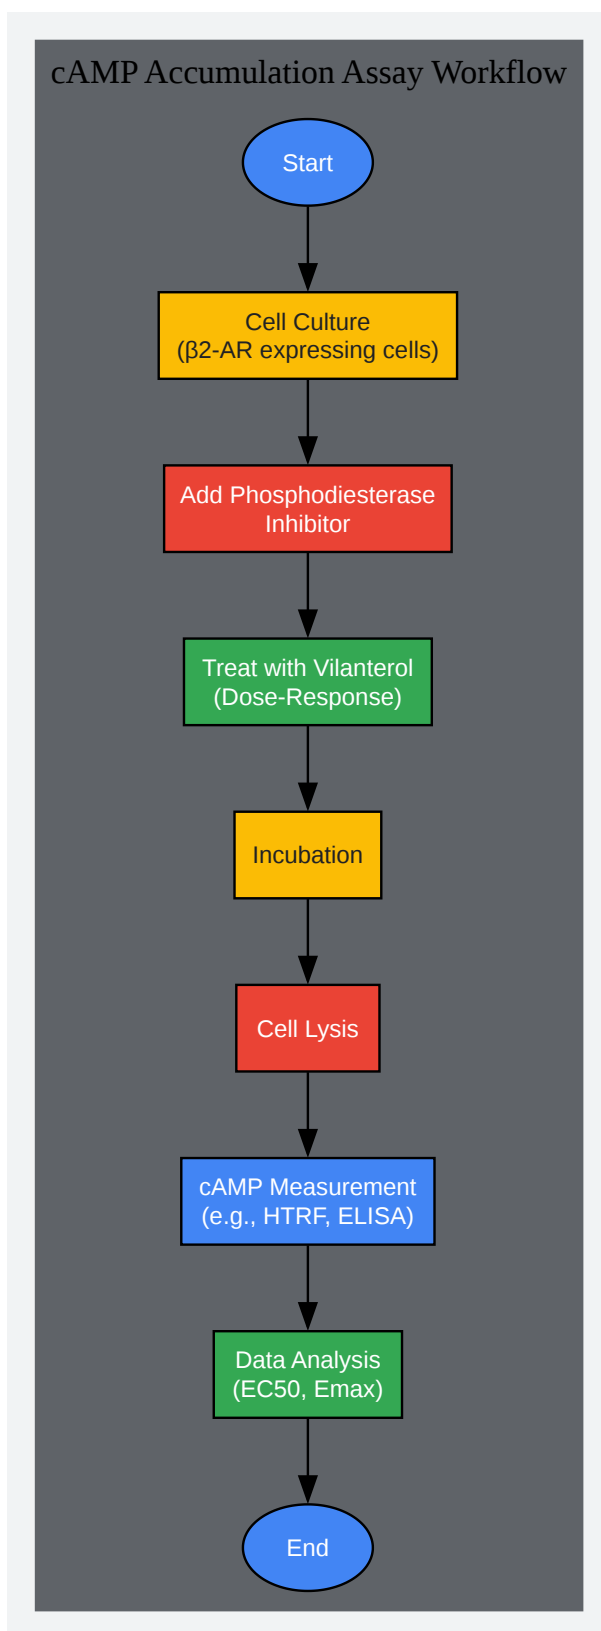 cAMP Accumulation Assay Workflow
Start
Cell Culture
(β2-AR expressing cells)
Add Phosphodiesterase
Inhibitor
Treat with Vilanterol
(Dose-Response)
Incubation
Cell Lysis
cAMP Measurement
(e.g., HTRF, ELISA)
Data Analysis
(EC50, Emax)
End